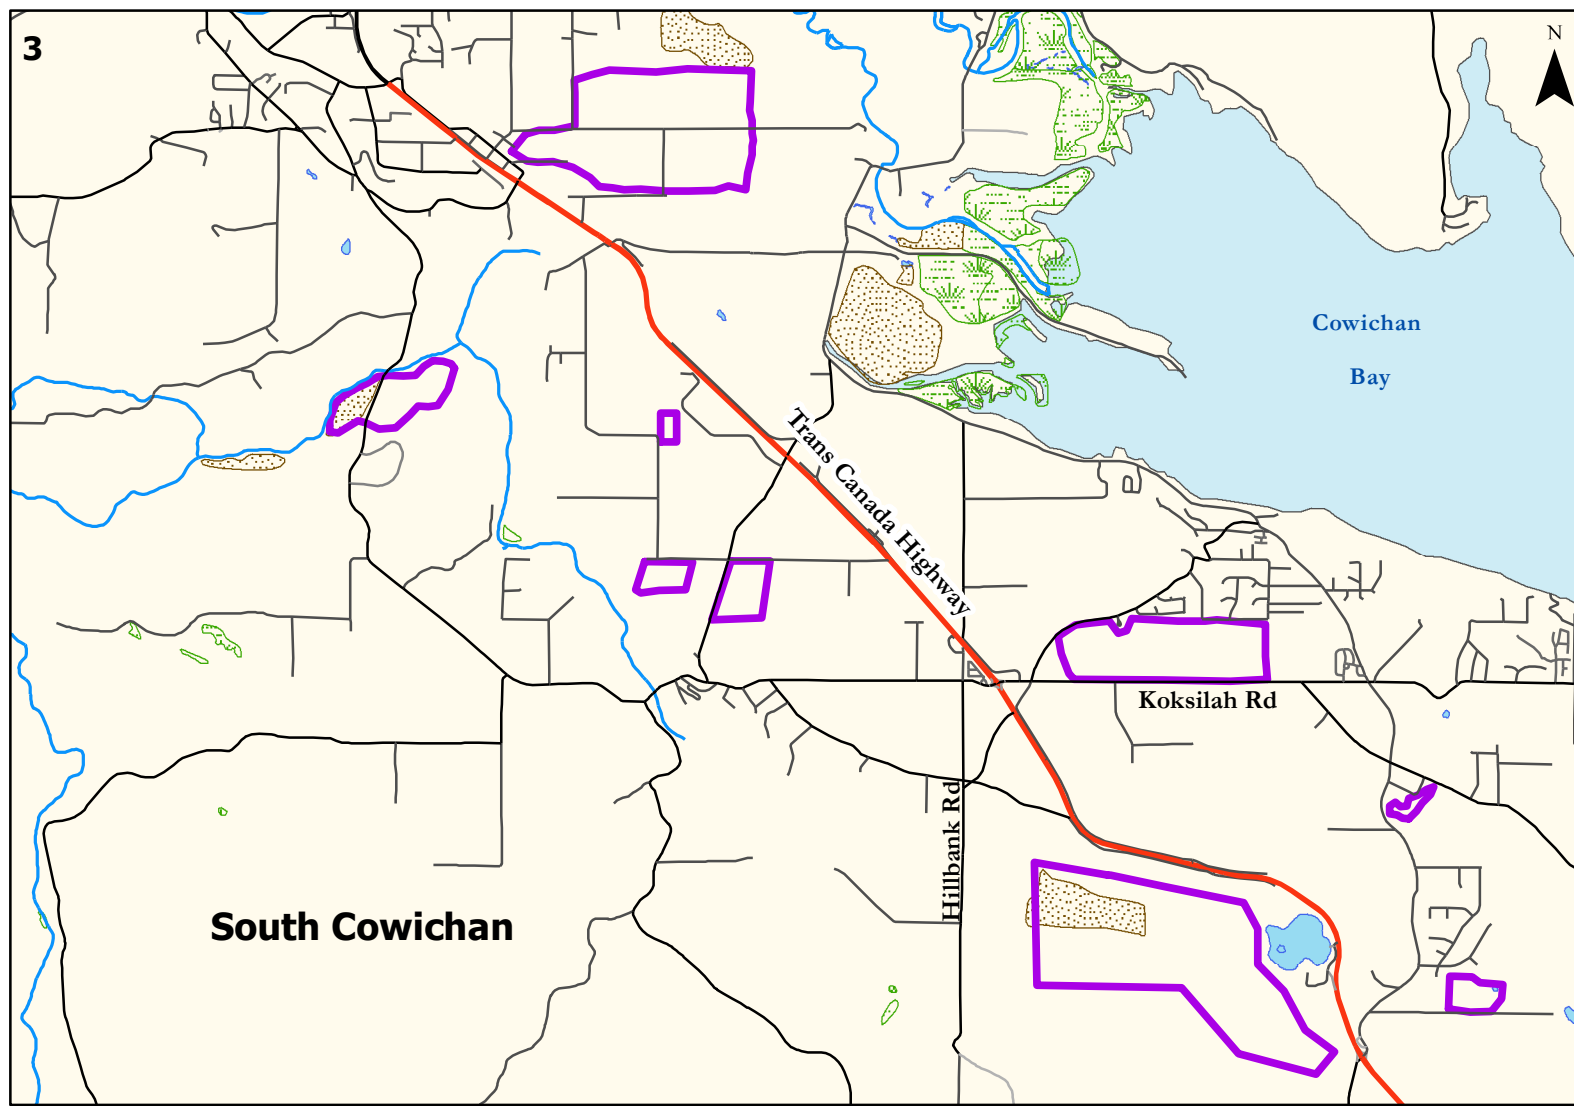 3
N
Cowichan
Bay
Trans Canada Highway
Koksilah Rd
Hillbank Rd
South Cowichan